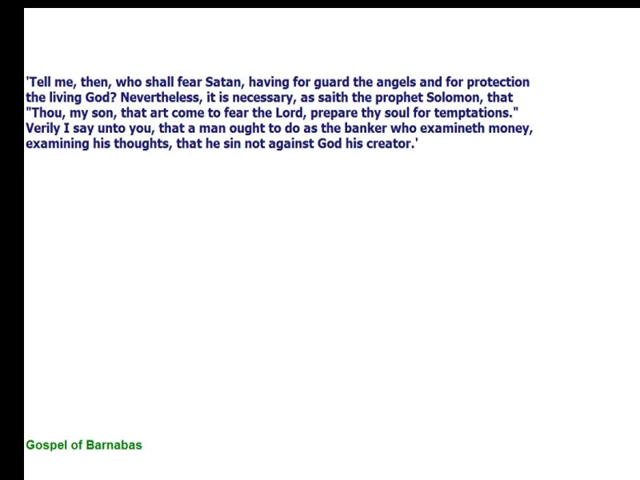 'Tell me, then, who shall fear Satan, having for guard the angels and for protection
the living God? Nevertheless, it is necessary, as saith the prophet Solomon, that
"Thou, my son, that art come to fear the Lord, prepare thy soul for temptations."
Verily I say unto you, that a man ought to do as the banker who examineth money,
examining his thoughts, that he sin not against God his creator.'
Gospel of Barnabas